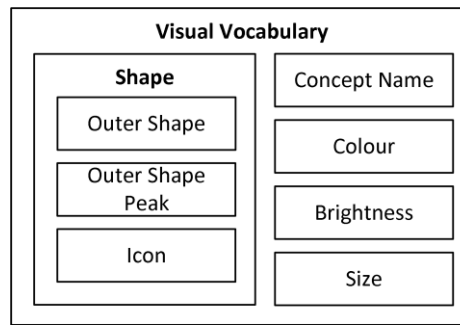 Visual Vocabulary
Shape
Outer Shape
Outer Shape
Peak
Icon
Concept Name
Colour
Brightness
Size